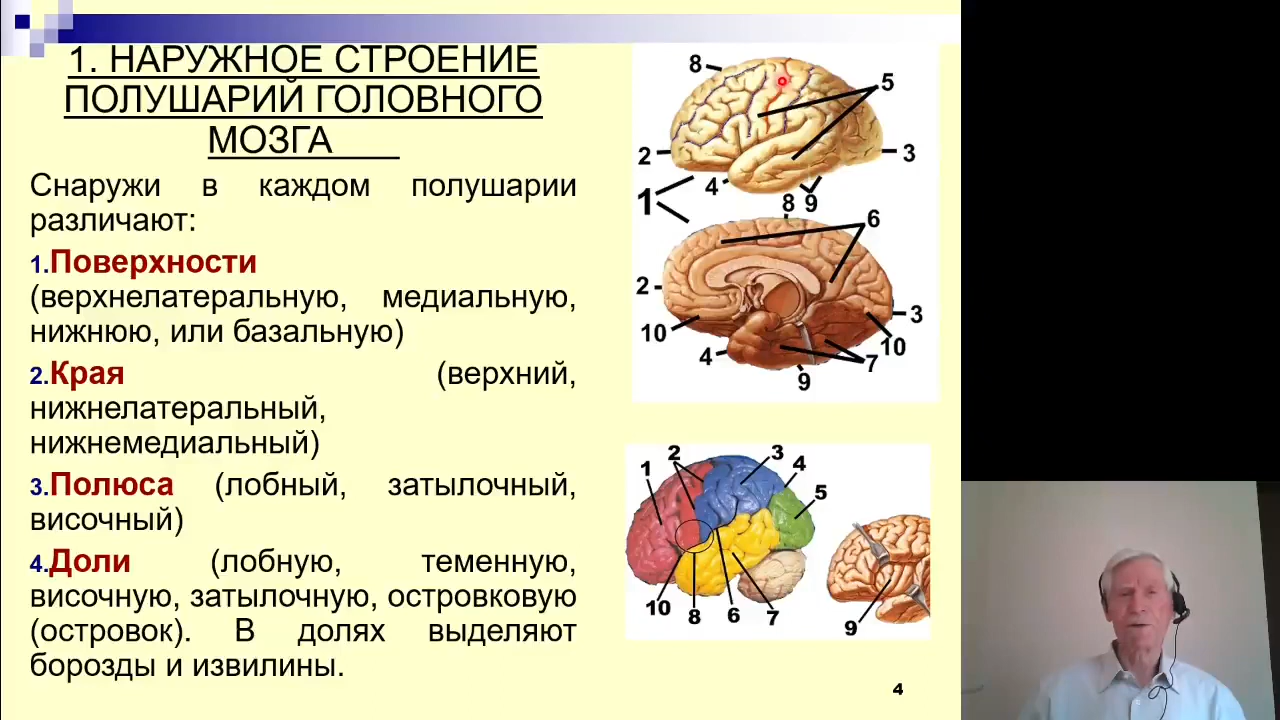 1. НАРУЖНОЕ СТРОЕНИЕ
ПОЛУШАРИЙ ГОЛОВНОГО
МОЗГА
Снаружи в каждом полушарии
различают:
1.Поверхности
(верхнелатеральную, медиальную,
нижнюю, или базальную)
2.Края (верхний,
нижнелатеральный,
нижнемедиальный)
3.Полюса (лобный, затылочный,
височный)
4.Доли (лобную, теменную,
височную, затылочную, островковую
(островок). В долях выделяют
борозды и извилины.
8
5
2
3
4
1
8 9
6
2
3
10
10
4
7
9
2
3
1
4
5
10
8
6
7
9
4